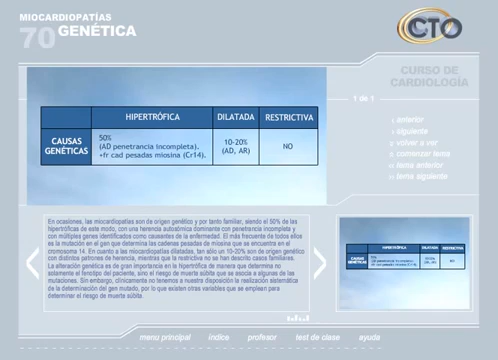 MIOCARDIOPATÍAS
70 GENÉTICA
CTO
CURSO DE
CARDIOLOGÍA
1 de 1
HIPERTRÓFICA DILATADA RESTRICTIVA
CAUSAS GENÉTICAS
50%
(AD penetrancia incompleta).
+fr cad pesadas miosina (Cr14).
10-20%
(AD, AR)
NO
anterior
siguiente
volver a ver
comenzar tema
tema anterior
tema siguiente
En ocasiones, las miocardiopatías son de origen genético y por tanto familiar, siendo el 50% de las
hipertróficas de este modo, con una herencia autosómica dominante con penetrancia incompleta y
con múltiples genes identificados como causantes de la enfermedad. El más frecuente de todos ellos
es la mutación en el gen que determina las cadenas pesadas de miosina que se encuentra en el
cromosoma 14. En cuanto a las miocardiopatías dilatadas, tan sólo un 10-20% son de origen genético
con distintos patrones de herencia, mientras que la restrictiva no se han descrito casos familiares.
La alteración genética es de gran importancia en la hipertrófica de manera que determina no
solamente el fenotipo del paciente, sino el riesgo de muerte súbita que se asocia a algunas de las
mutaciones. Sin embargo, clínicamente no tenemos a nuestra disposición la realización sistemática
de la determinación del gen mutado, por lo que existen otras variables que se emplean para
determinar el riesgo de muerte súbita.
HIPERTRÓFICA DILATADA RESTRICTIVA
CAUSAS GENÉTICAS
menu principal índice profesor test de clase ayuda